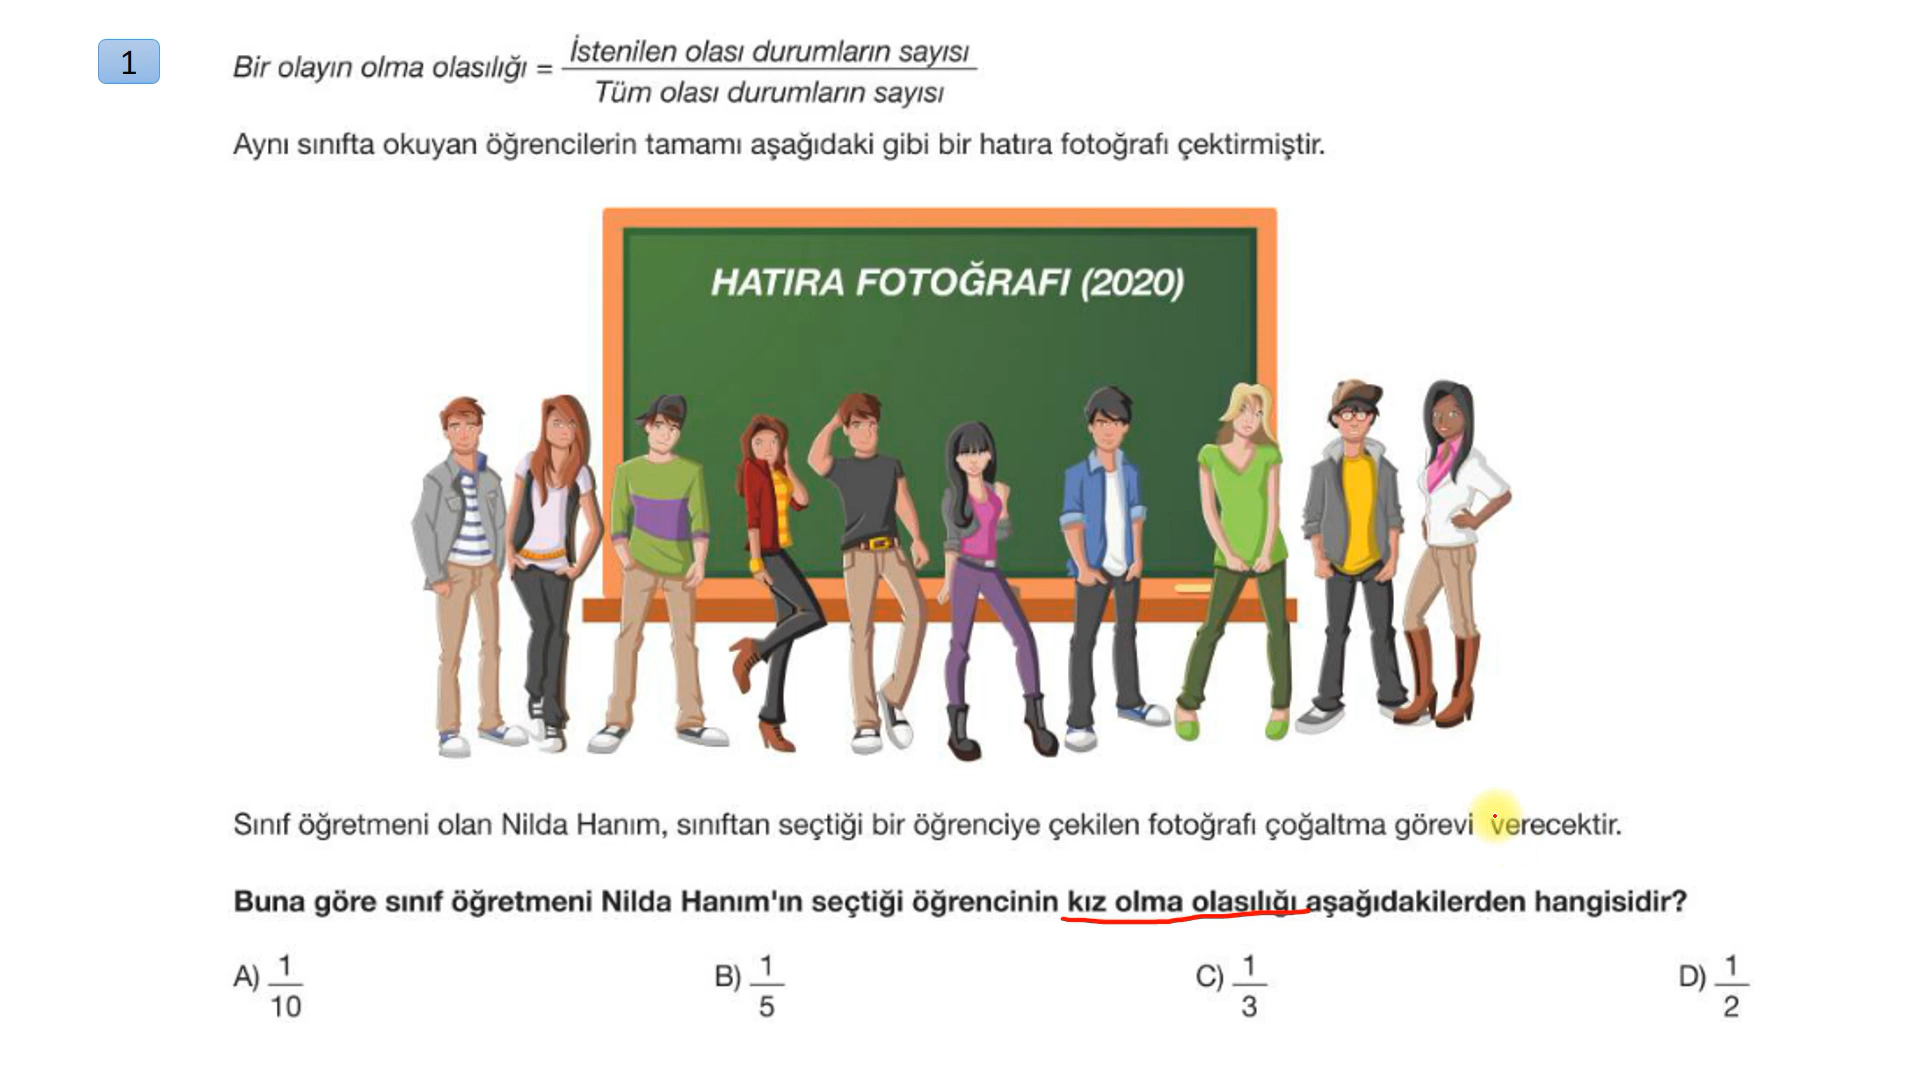 1
Bir olayın olma olasılığı = İstenilen olası durumların sayısı
Tüm olası durumların sayısı
Aynı sınıfta okuyan öğrencilerin tamamı aşağıdaki gibi bir hatıra fotoğrafı çektirmiştir.
HATIRA FOTOĞRAFI (2020)
Sınıf öğretmeni olan Nilda Hanım, sınıftan seçtiği bir öğrenciye çekilen fotoğrafı çoğaltma görevi verecektir.
Buna göre sınıf öğretmeni Nilda Hanım'ın seçtiği öğrencinin kız olma olasılığı aşağıdakilerden hangisidir?
A) 1/10 B) 1/5 C) 1/3 D) 1/2